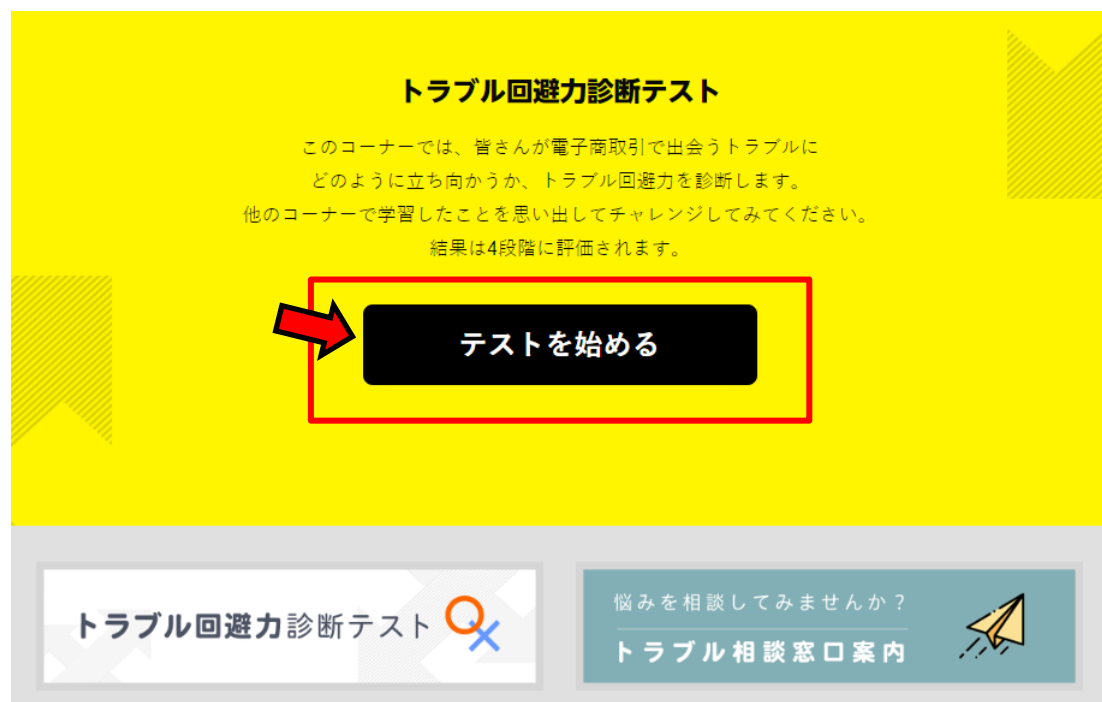 トラブル回避力診断テスト
このコーナーでは、皆さんが電子商取引で出会うトラブルに
どのように立ち向かうか、トラブル回避力を診断します。
他のコーナーで学習したことを思い出してチャレンジしてみてください。
結果は4段階に評価されます。
テストを始める
トラブル回避力診断テスト
悩みを相談してみませんか？
トラブル相談窓口案内